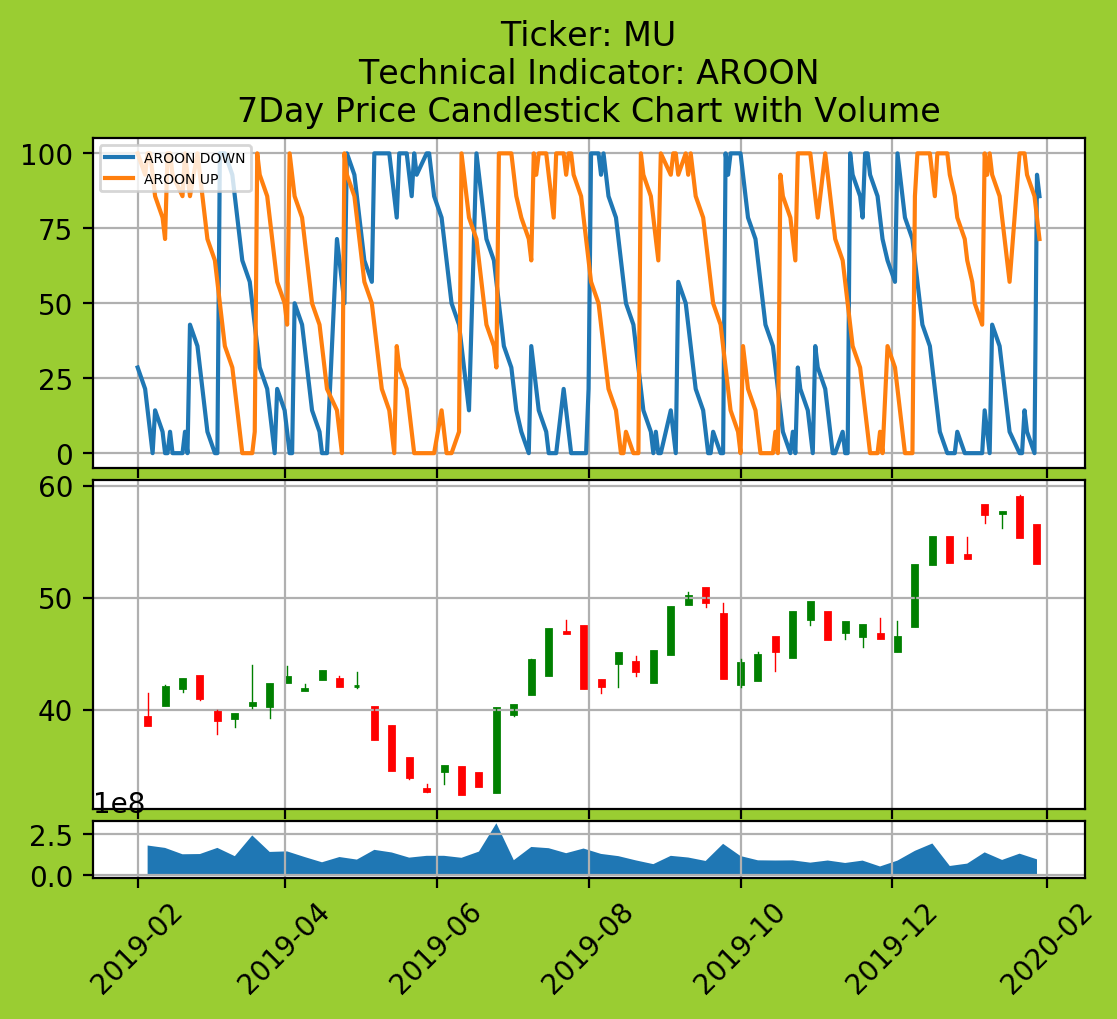 Ticker: MU
Technical Indicator: AROON
7Day Price Candlestick Chart with Volume
100
AROON DOWN
AROON UP
75
50
25
0
60
50
40
1e8
2.5
0.0
2019-02
2019-04
2019-06
2019-08
2019-10
2019-12
2020-02